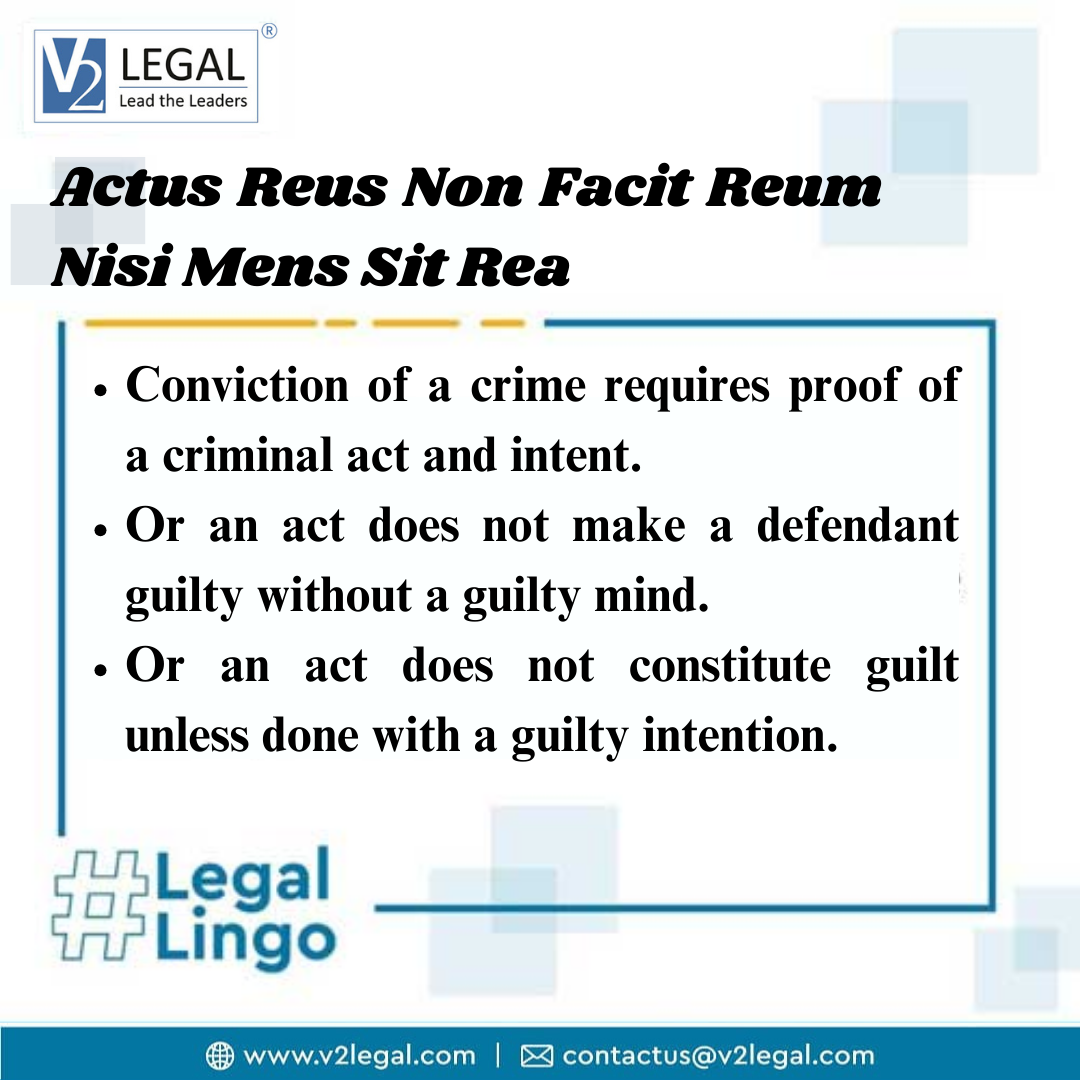 V2 LEGAL ®
Lead the Leaders
Actus Reus Non Facit Reum
Nisi Mens Sit Rea
• Conviction of a crime requires proof of
a criminal act and intent.
• Or an act does not make a defendant
guilty without a guilty mind.
• Or an act does not constitute guilt
unless done with a guilty intention.
#Legal
Lingo
www.v2legal.com | contactus@v2legal.com